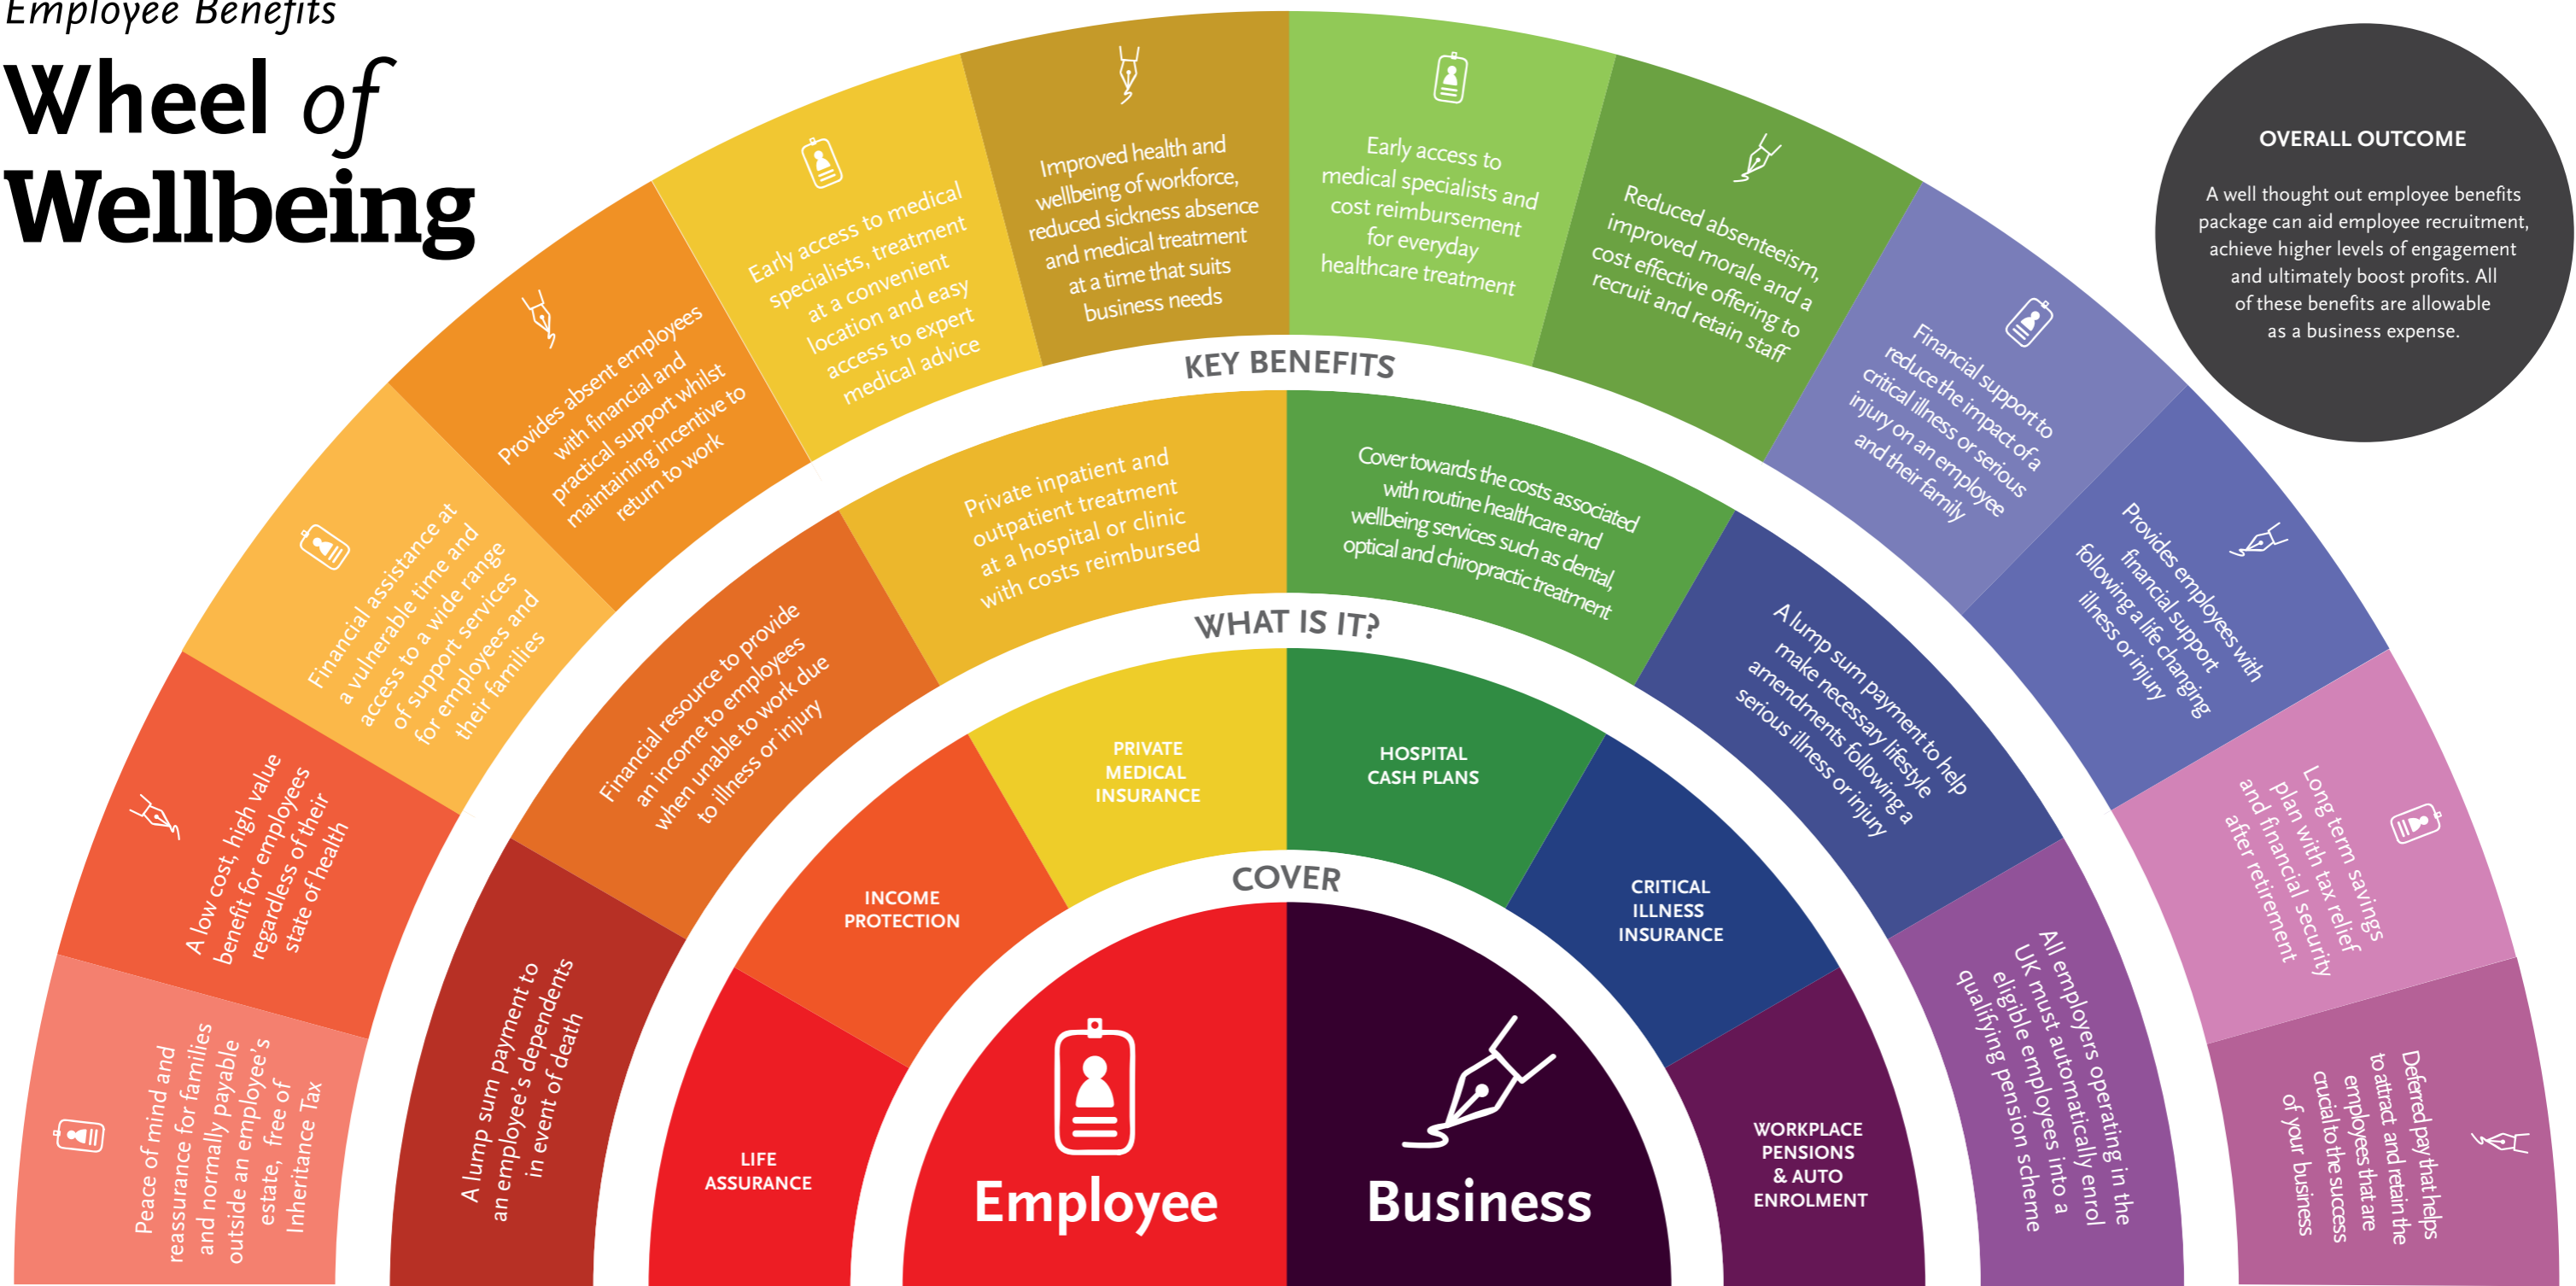 Employee Benefits
Wheel of
Wellbeing
OVERALL OUTCOME
A well thought out employee benefits
package can aid employee recruitment,
achieve higher levels of engagement
and ultimately boost profits. All
of these benefits are allowable
as a business expense.
KEY BENEFITS
Peace of mind and
reassurance for families
and normally payable
outside an employee's
estate, free of
Inheritance Tax
A low cost, high value
benefit for employees
regardless of their
state of health
Financial assistance at
a vulnerable time and
access to a wide range
of support services
for employees and
their families
Provides absent employees
with financial and
practical support whilst
maintaining incentive to
return to work
Early access to medical
specialists, treatment
at a convenient
location and easy
access to expert
medical advice
Improved health and
wellbeing of workforce,
reduced sickness absence
and medical treatment
at a time that suits
business needs
Early access to
medical specialists and
cost reimbursement
for everyday
healthcare treatment
Reduced absenteeism,
improved morale and a
cost effective offering to
recruit and retain staff
Financial support to
reduce the impact of a
critical illness or serious
injury on an employee
and their family
Provides employees with
financial support
following a life changing
illness or injury
Long term savings
plan with tax relief
and financial security
after retirement
Deferred pay that helps
to attract and retain the
employees that are
crucial to the success
of your business
WHAT IS IT?
A lump sum payment to
an employee's dependents
in event of death
Financial resource to provide
an income to employees
when unable to work due
to illness or injury
Private inpatient and
outpatient treatment
at a hospital or clinic
with costs reimbursed
Cover towards the costs associated
with routine healthcare and
wellbeing services such as dental,
optical and chiropractic treatment
A lump sum payment to help
make necessary lifestyle
amendments following a
serious illness or injury
All employers operating in the
UK must automatically enrol
eligible employees into a
qualifying pension scheme
COVER
LIFE
ASSURANCE
INCOME
PROTECTION
PRIVATE
MEDICAL
INSURANCE
HOSPITAL
CASH PLANS
CRITICAL
ILLNESS
INSURANCE
WORKPLACE
PENSIONS
& AUTO
ENROLMENT
Employee
Business